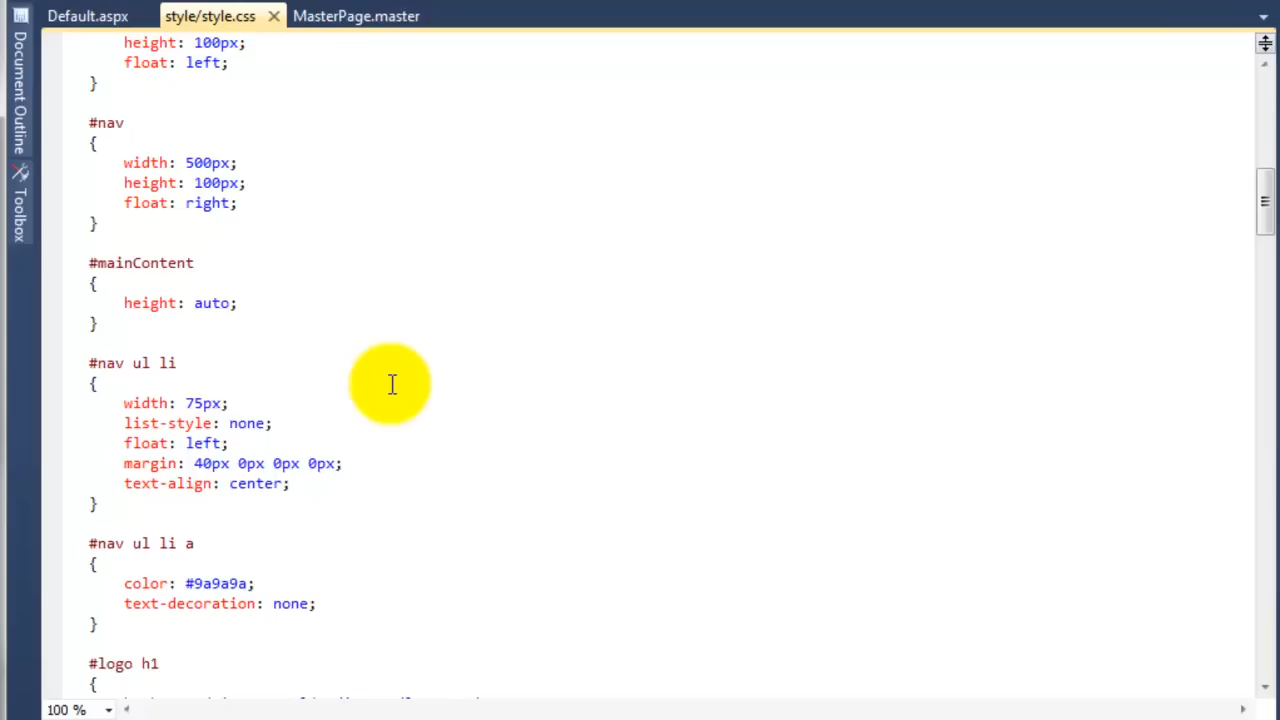 Default.aspx
style/style.css
MasterPage.master
Document Outline
Toolbox
height: 100px;
float: left;
}
#nav
{
width: 500px;
height: 100px;
float: right;
}
#mainContent
{
height: auto;
}
#nav ul li
{
width: 75px;
list-style: none;
float: left;
margin: 40px 0px 0px 0px;
text-align: center;
}
#nav ul li a
{
color: #9a9a9a;
text-decoration: none;
}
#logo h1
{
100 %